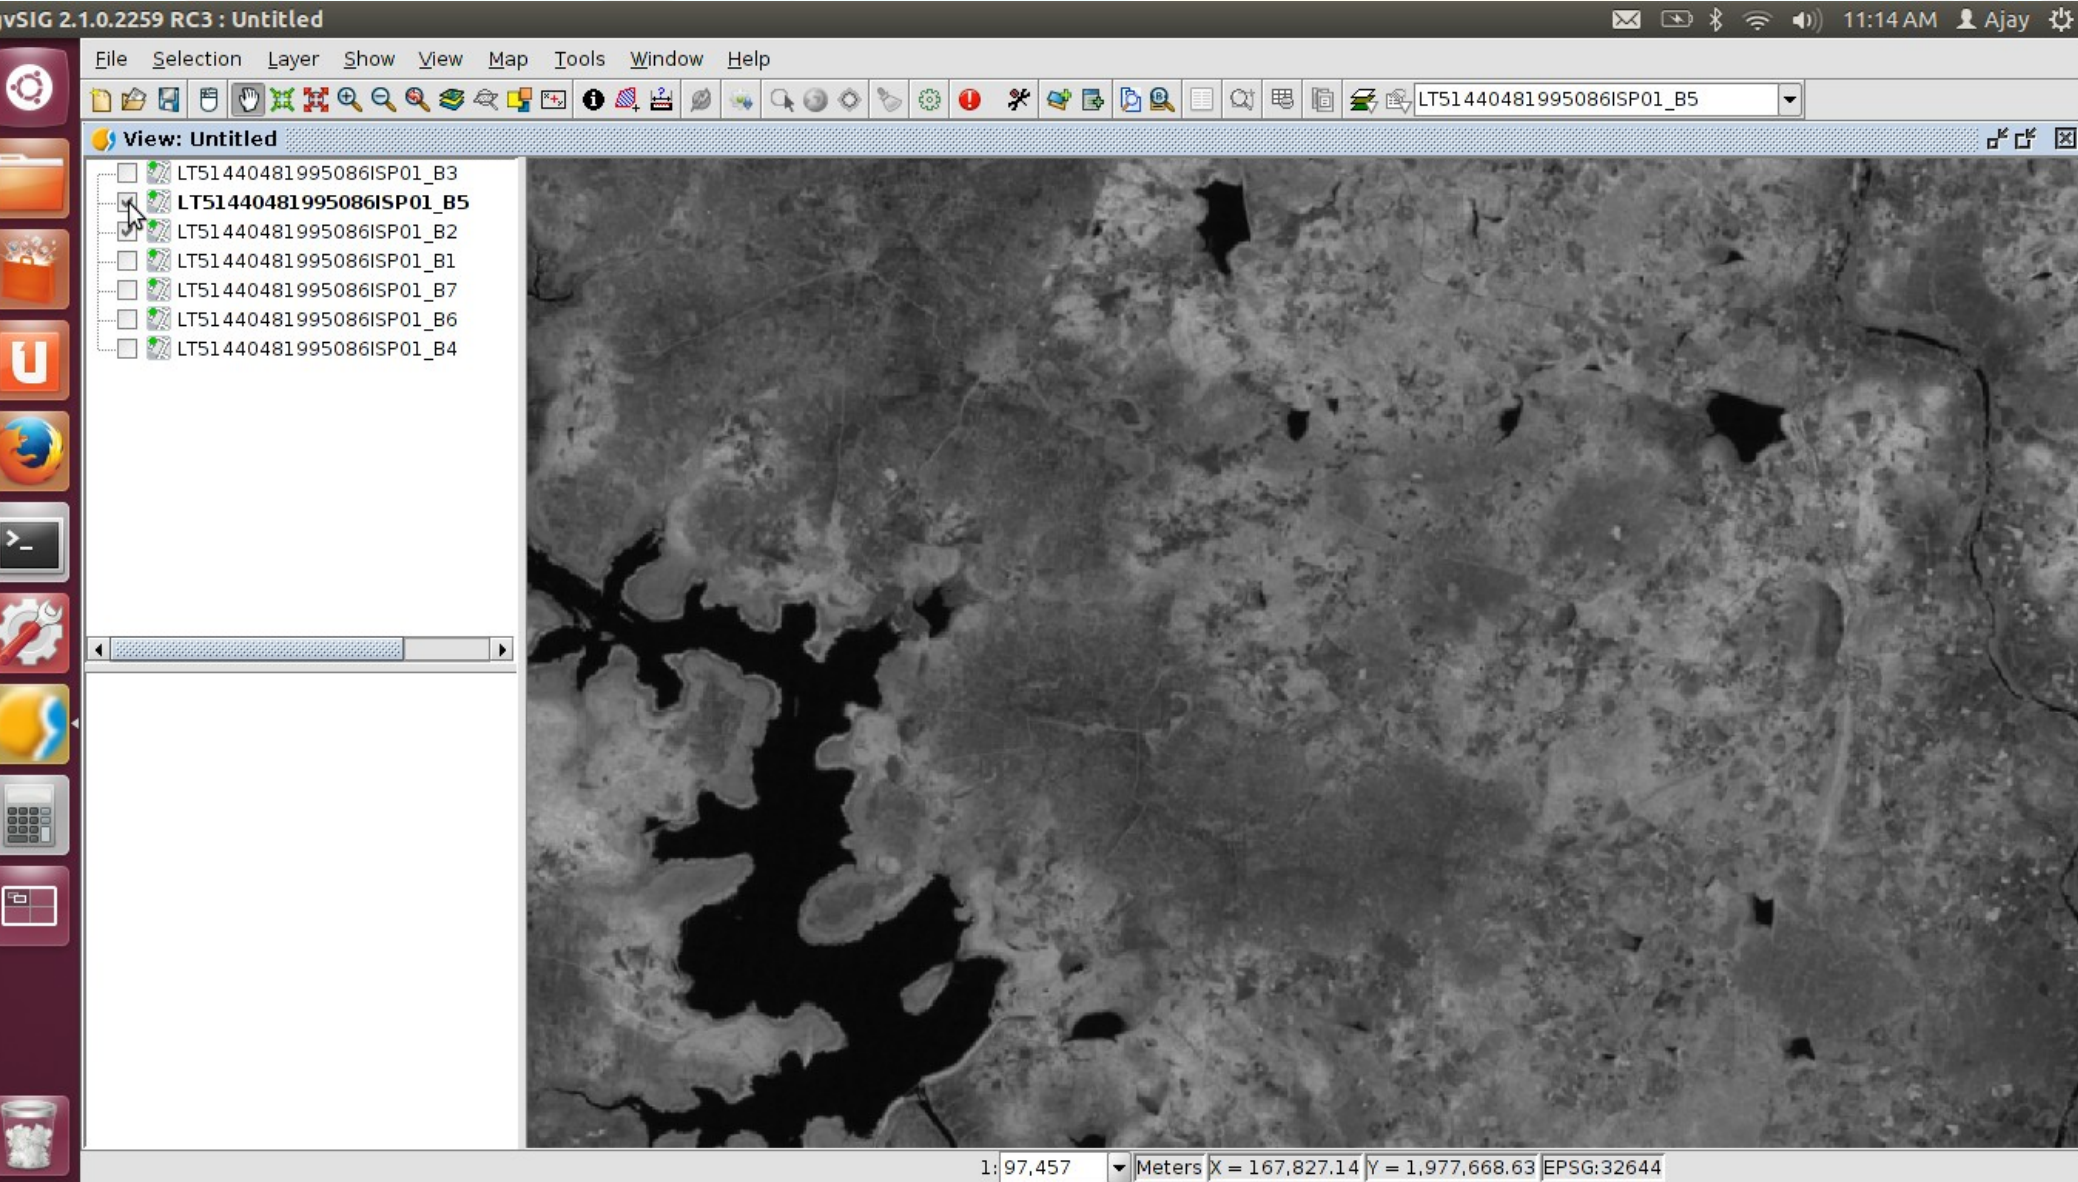 gvSIG 2.1.0.2259 RC3 : Untitled
11:14 AM Ajay
File Selection Layer Show View Map Tools Window Help
LT51440481995086ISP01_B5
View: Untitled
LT51440481995086ISP01_B3
LT51440481995086ISP01_B5
LT51440481995086ISP01_B2
LT51440481995086ISP01_B1
LT51440481995086ISP01_B7
LT51440481995086ISP01_B6
LT51440481995086ISP01_B4
1: 97,457 Meters X = 167,827.14 Y = 1,977,668.63 EPSG:32644